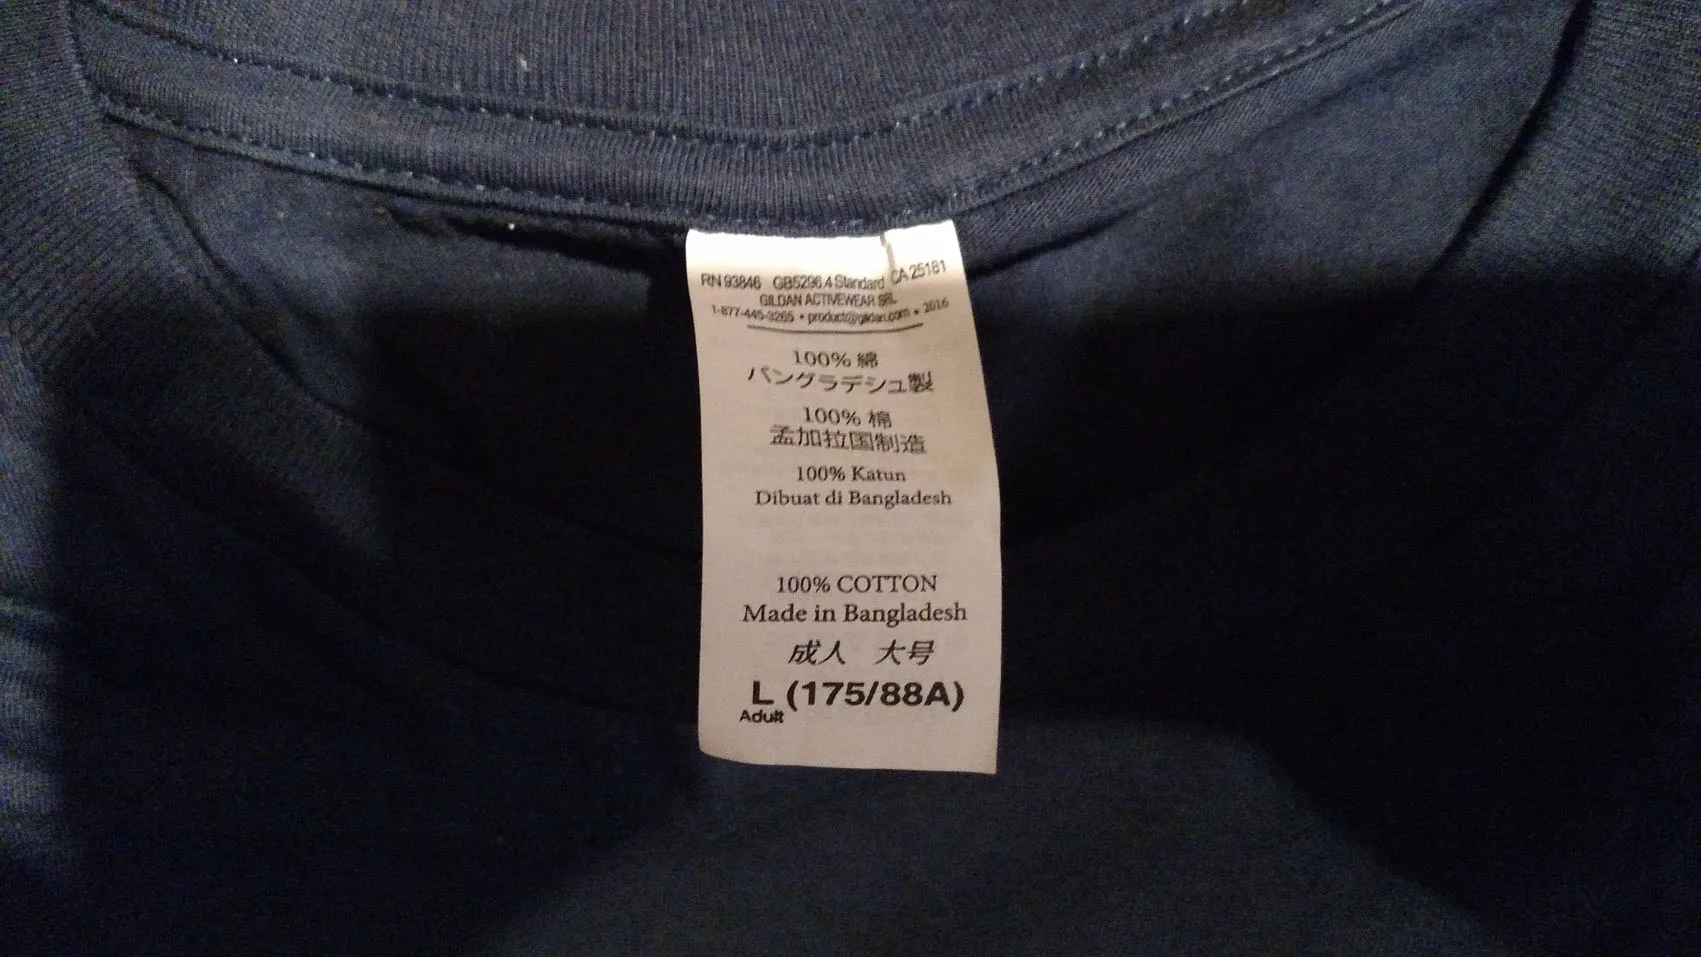 RN 93846 GB5296.4 Standard CA 25181
GILDAN ACTIVEWEAR SRL
1-877-445-3265 • product@gildan.com • 2016
100% 綿
バングラデシュ製
100% 棉
孟加拉国制造
100% Katun
Dibuat di Bangladesh
100% COTTON
Made in Bangladesh
成人 大号
L (175/88A)
Adult